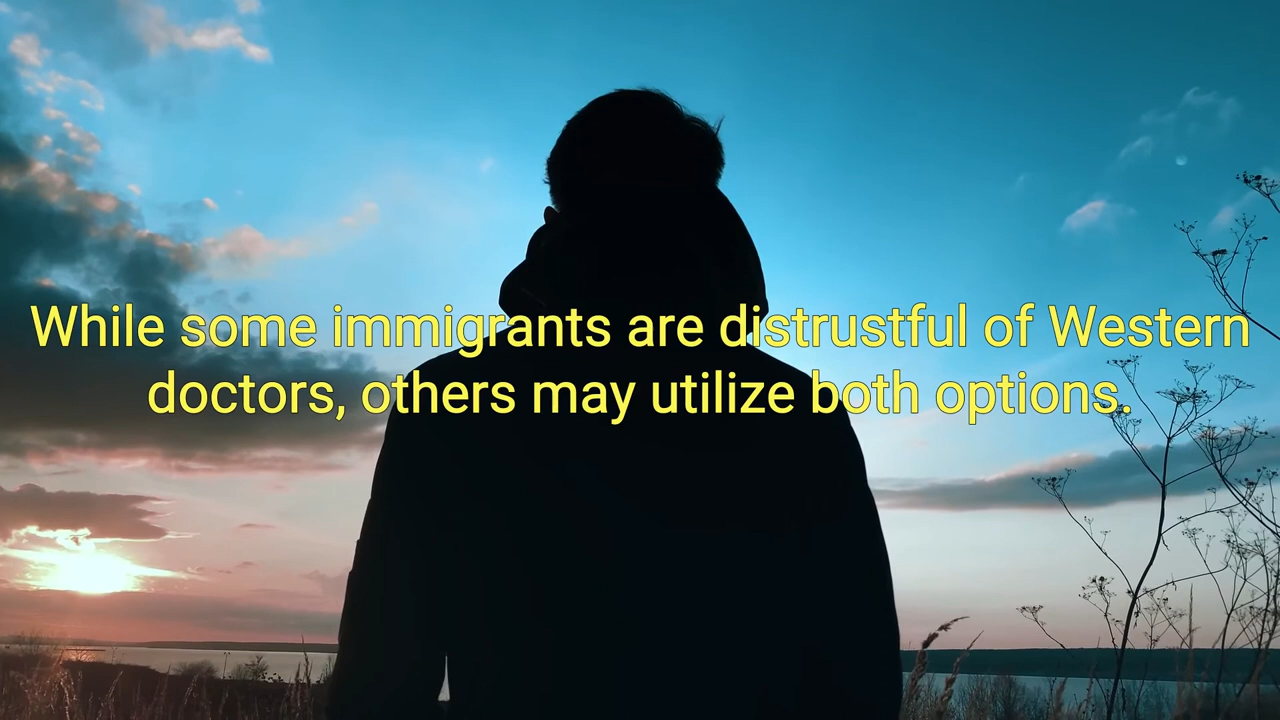 While some immigrants are distrustful of Western
doctors, others may utilize both options.